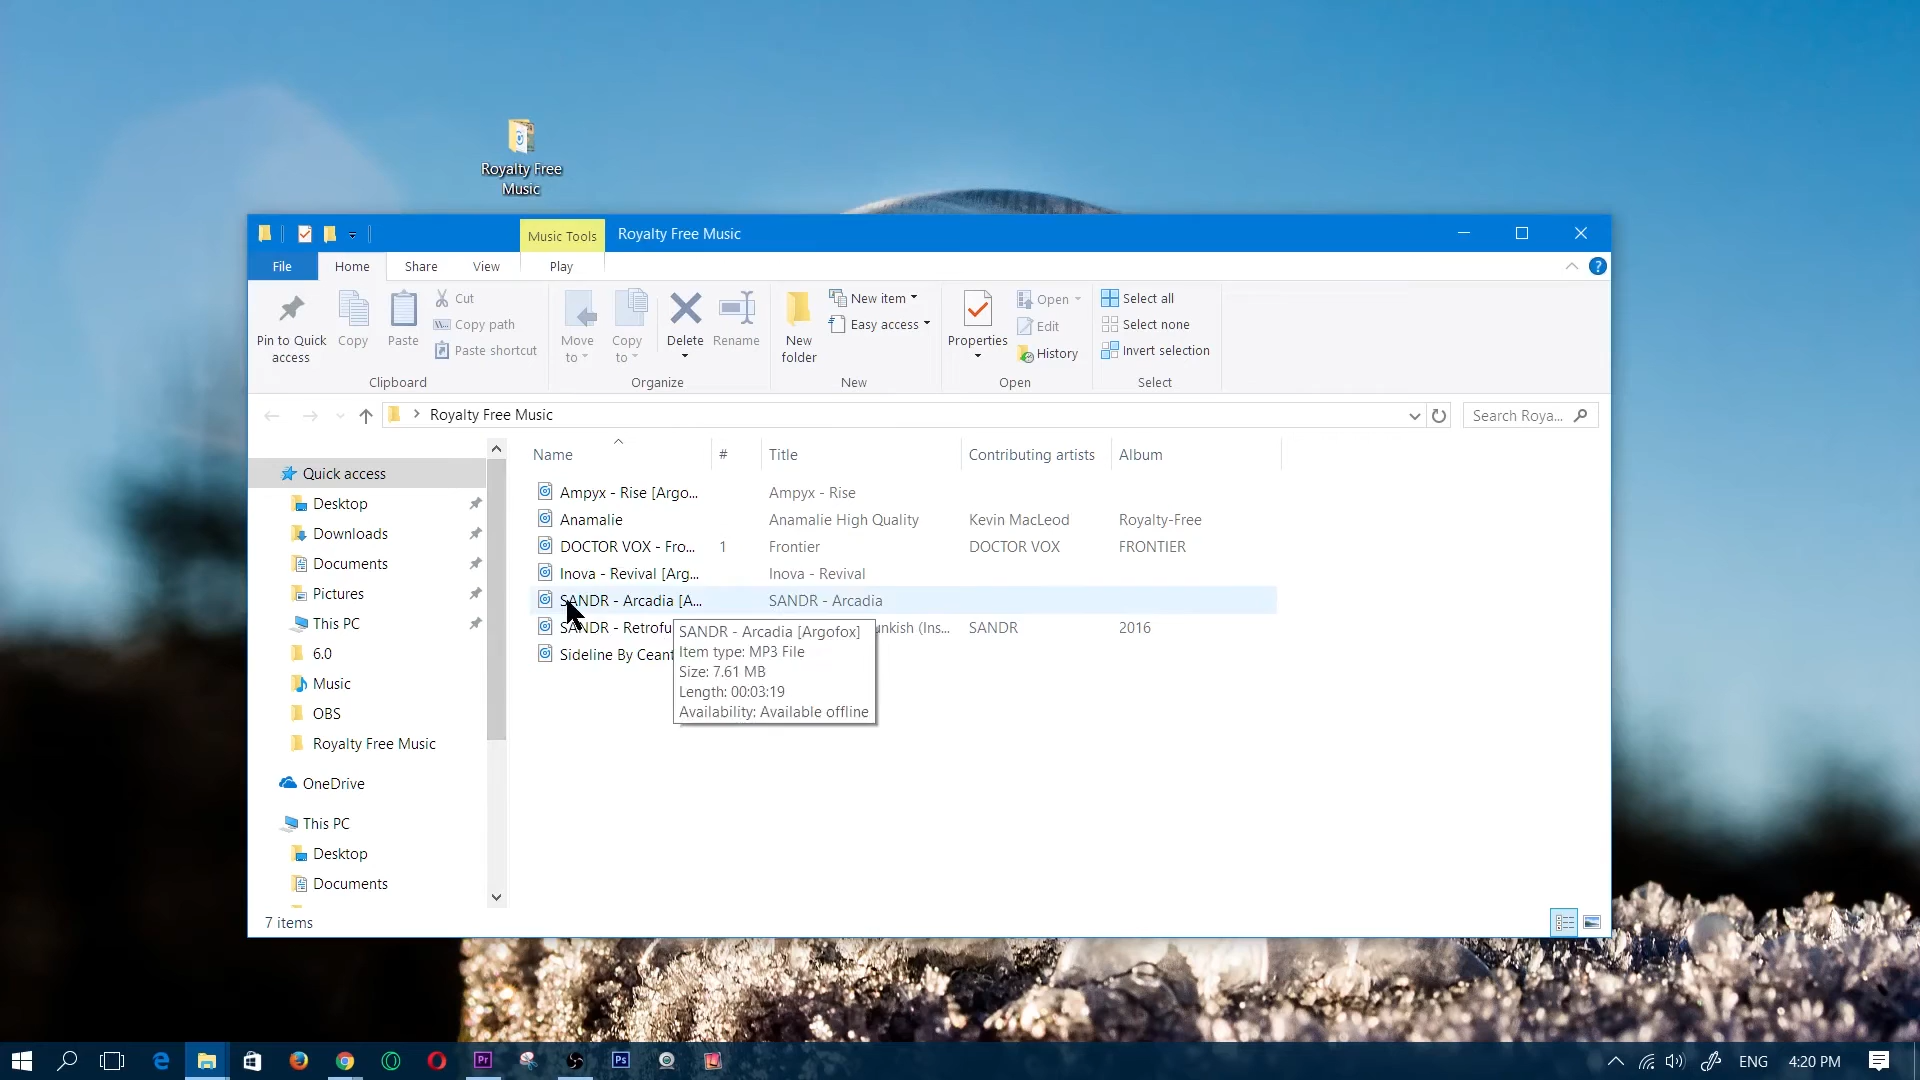 Royalty Free
Music
Music Tools
Royalty Free Music
File
Home
Share
View
Play
?
Pin to Quick
access
Copy
Paste
Cut
Copy path
Paste shortcut
Clipboard
Move
to
Copy
to
Delete
Rename
Organize
New
folder
New item
Easy access
New
Properties
Open
Edit
History
Open
Select all
Select none
Invert selection
Select
Royalty Free Music
Search Roya...
Name
#
Title
Contributing artists
Album
Quick access
Desktop
Downloads
Documents
Pictures
This PC
6.0
Music
OBS
Royalty Free Music
OneDrive
This PC
Desktop
Documents
Ampyx - Rise [Argo... Ampyx - Rise
Anamalie Anamalie High Quality Kevin MacLeod Royalty-Free
DOCTOR VOX - Fro... 1 Frontier DOCTOR VOX FRONTIER
Inova - Revival [Arg... Inova - Revival
SANDR - Arcadia [A... SANDR - Arcadia
SANDR - Retrofu unkish (Ins... SANDR 2016
Sideline By Ceant
SANDR - Arcadia [Argofox]
Item type: MP3 File
Size: 7.61 MB
Length: 00:03:19
Availability: Available offline
7 items
Pr
Ps
ENG
4:20 PM